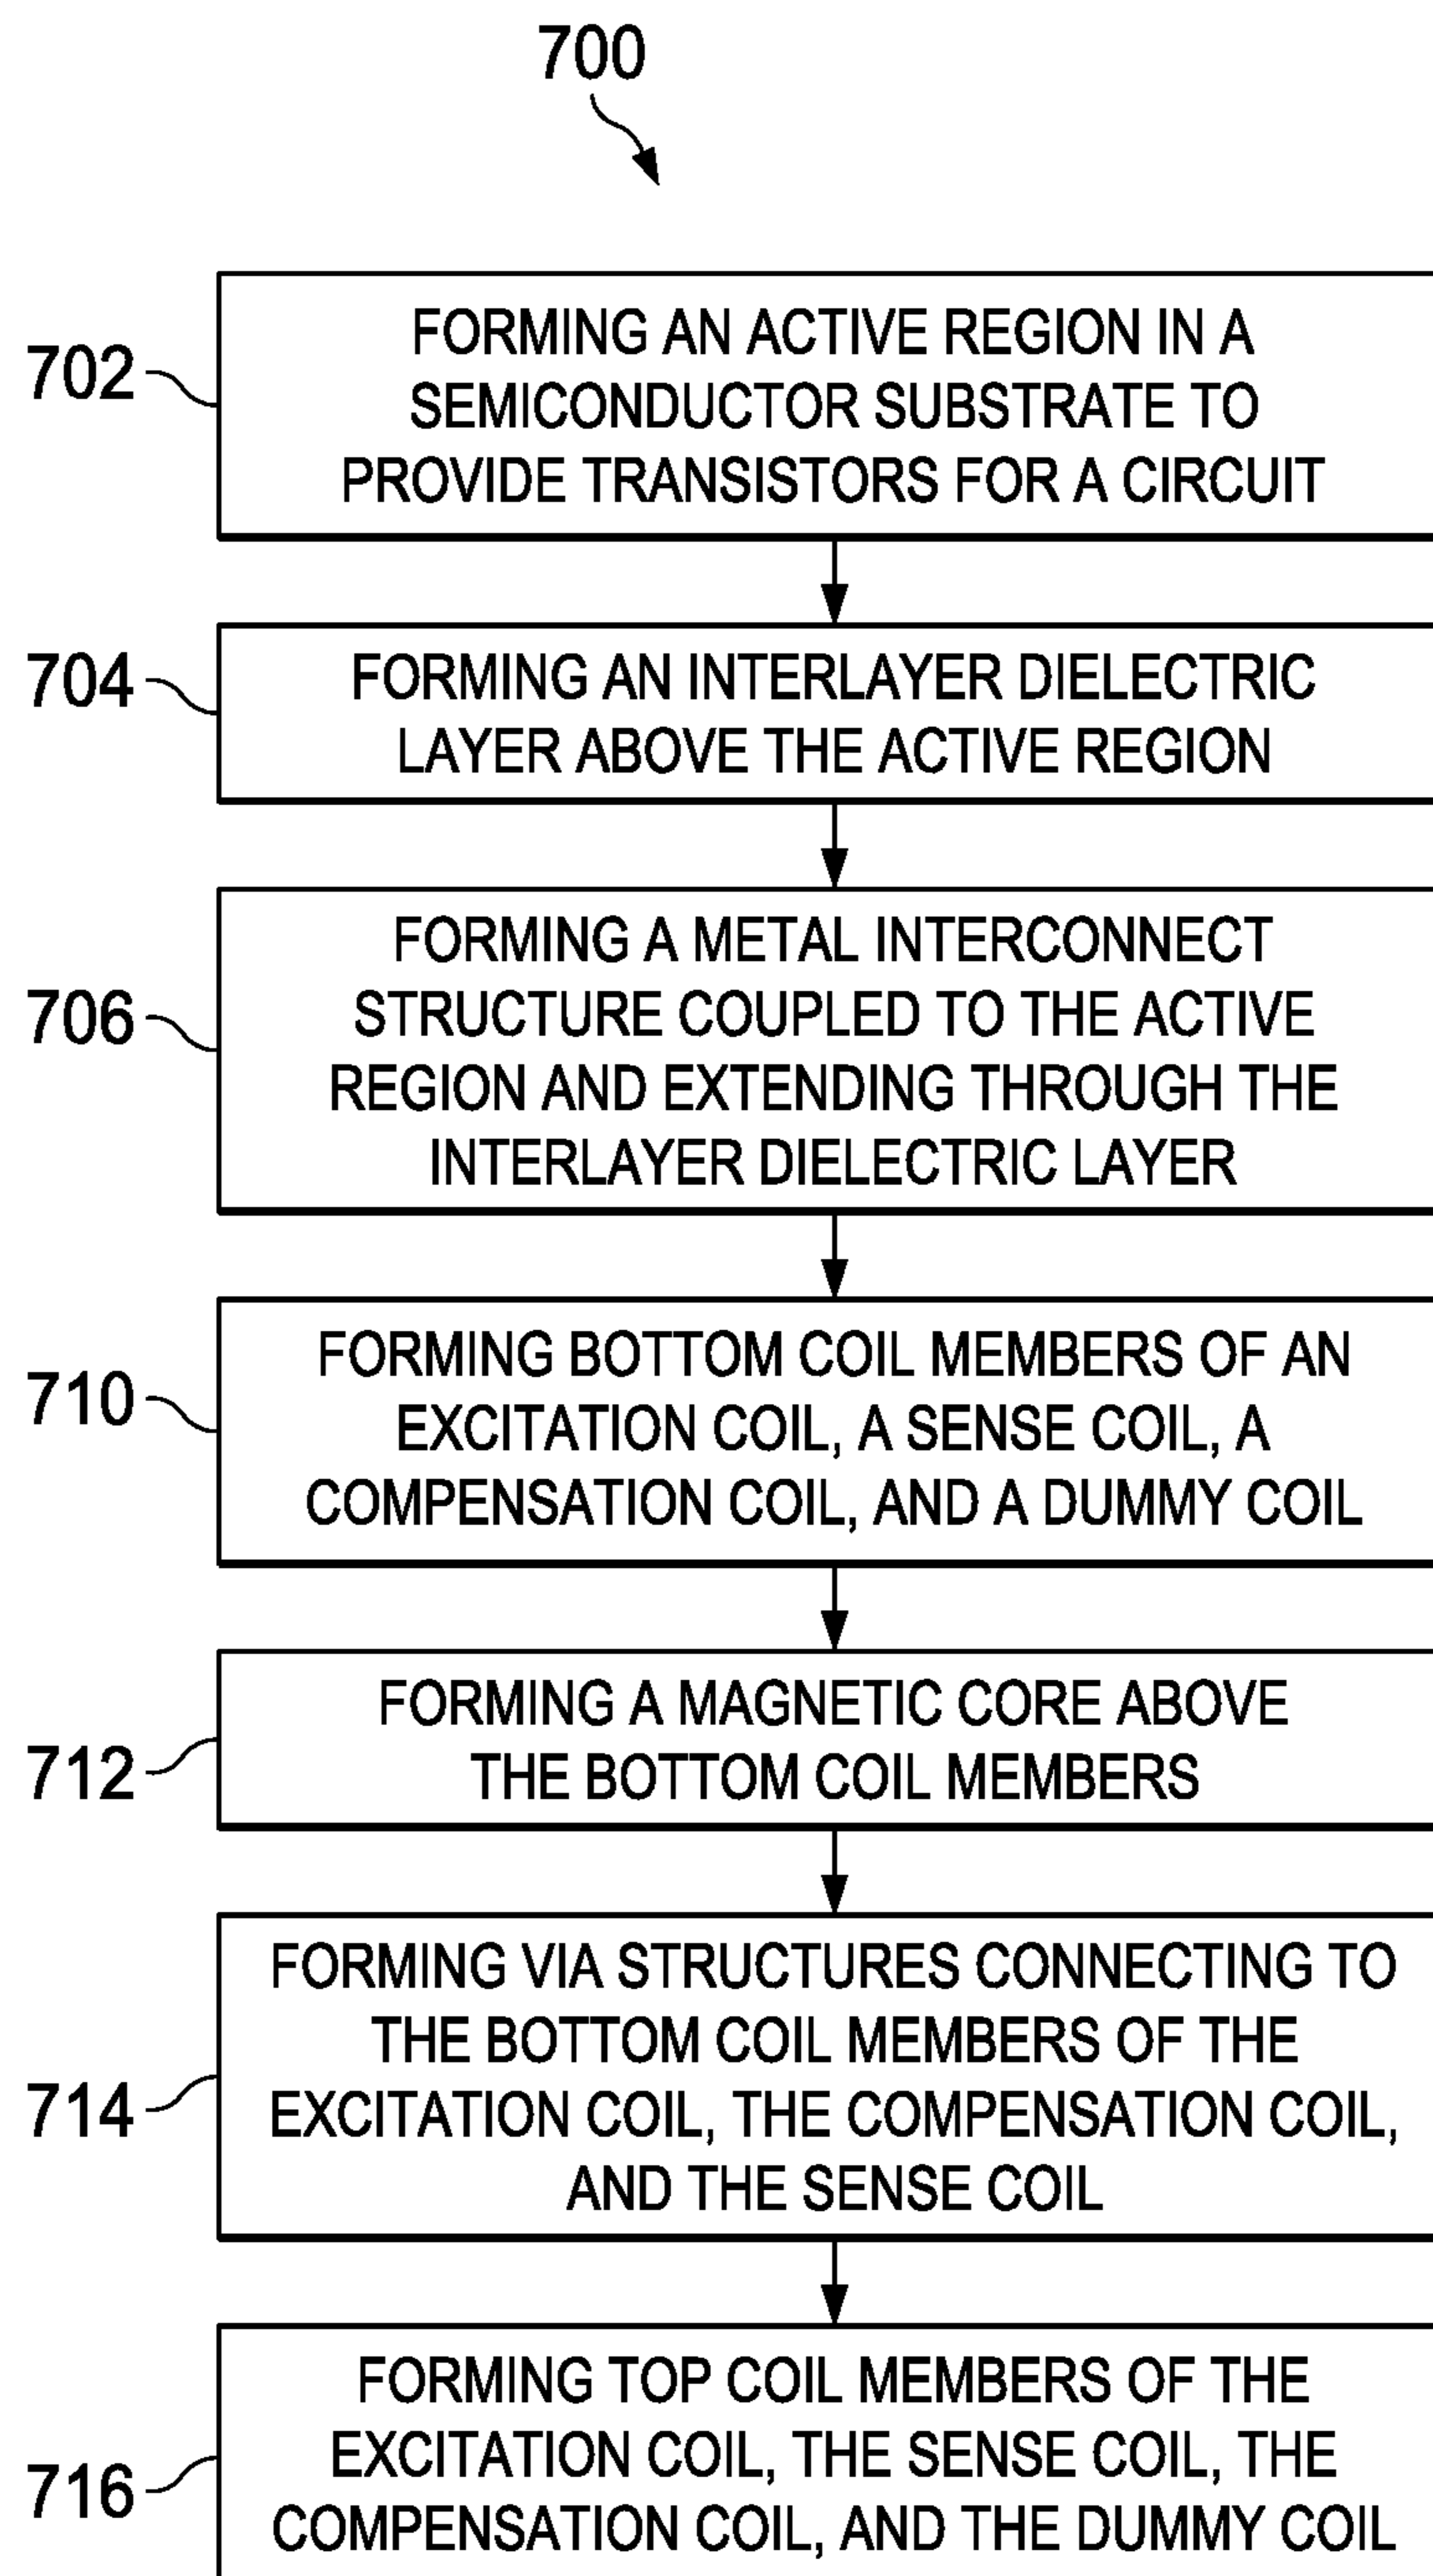 700
702
FORMING AN ACTIVE REGION IN A
SEMICONDUCTOR SUBSTRATE TO
PROVIDE TRANSISTORS FOR A CIRCUIT
704
FORMING AN INTERLAYER DIELECTRIC
LAYER ABOVE THE ACTIVE REGION
706
FORMING A METAL INTERCONNECT
STRUCTURE COUPLED TO THE ACTIVE
REGION AND EXTENDING THROUGH THE
INTERLAYER DIELECTRIC LAYER
710
FORMING BOTTOM COIL MEMBERS OF AN
EXCITATION COIL, A SENSE COIL, A
COMPENSATION COIL, AND A DUMMY COIL
712
FORMING A MAGNETIC CORE ABOVE
THE BOTTOM COIL MEMBERS
714
FORMING VIA STRUCTURES CONNECTING TO
THE BOTTOM COIL MEMBERS OF THE
EXCITATION COIL, THE COMPENSATION COIL,
AND THE SENSE COIL
716
FORMING TOP COIL MEMBERS OF THE
EXCITATION COIL, THE SENSE COIL, THE
COMPENSATION COIL, AND THE DUMMY COIL